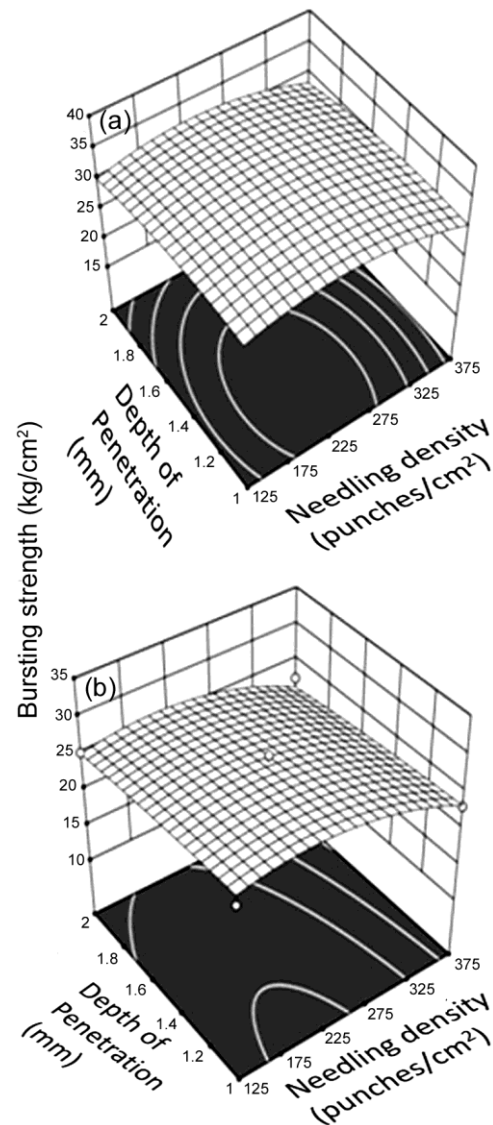 (a)
40
35
30
25
20
15
2
1.8
1.6
1.4
1.2
1
125
175
225
275
325
375
Depth of
Penetration
(mm)
Needling density
(punches/cm²)
Bursting strength (kg/cm²)
(b)
35
30
25
20
15
10
2
1.8
1.6
1.4
1.2
1
125
175
225
275
325
375
Depth of
Penetration
(mm)
Needling density
(punches/cm²)